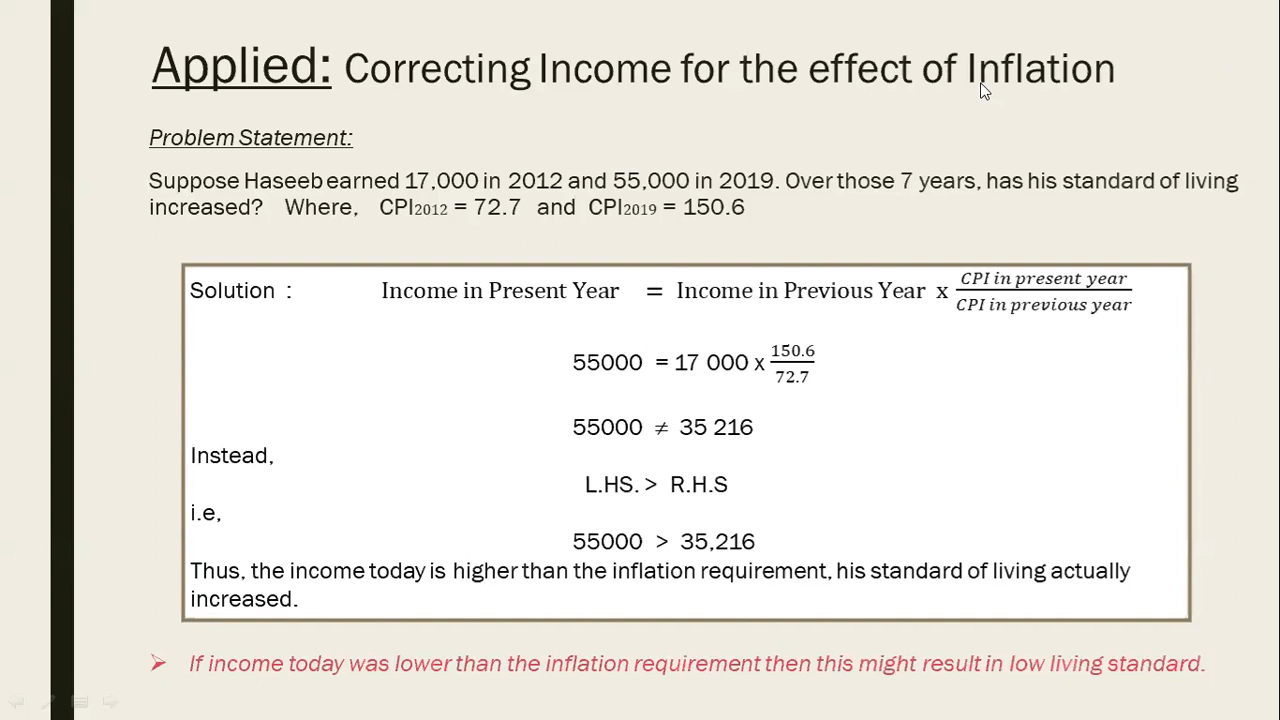 Applied: Correcting Income for the effect of Inflation
Problem Statement:
Suppose Haseeb earned 17,000 in 2012 and 55,000 in 2019. Over those 7 years, has his standard of living
increased? Where, CPI2012 = 72.7 and CPI2019 = 150.6
Solution : Income in Present Year = Income in Previous Year x CPI in present year / CPI in previous year
55000 = 17 000 x 150.6 / 72.7
55000 ≠ 35 216
Instead,
L.HS. > R.H.S
i.e,
55000 > 35,216
Thus, the income today is higher than the inflation requirement, his standard of living actually
increased.
➢ If income today was lower than the inflation requirement then this might result in low living standard.